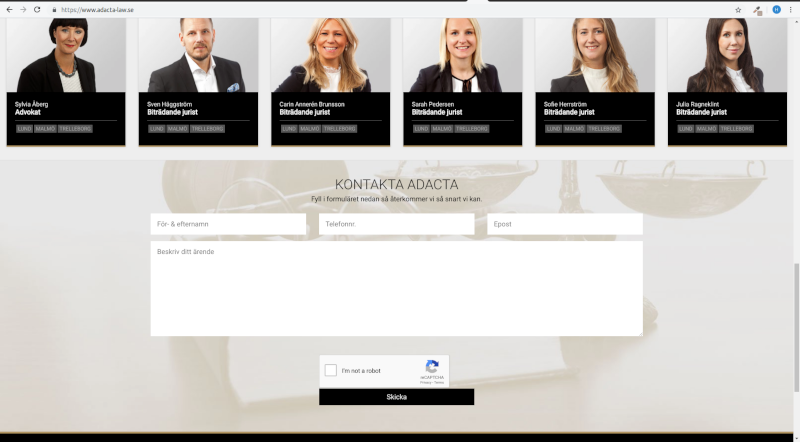 https://www.adacta-law.se
H
Sylvia Åberg
Advokat
LUND MALMÖ TRELLEBORG
Sven Häggström
Biträdande jurist
LUND MALMÖ TRELLEBORG
Carin Annerén Brunsson
Biträdande jurist
LUND MALMÖ TRELLEBORG
Sarah Pedersen
Biträdande jurist
LUND MALMÖ TRELLEBORG
Sofie Herrström
Biträdande jurist
LUND MALMÖ TRELLEBORG
Julia Ragneklint
Biträdande jurist
LUND MALMÖ TRELLEBORG
KONTAKTA ADACTA
Fyll i formuläret nedan så återkommer vi så snart vi kan.
För- & efternamn
Telefonnr.
Epost
Beskriv ditt ärende
I'm not a robot
reCAPTCHA
Privacy - Terms
Skicka